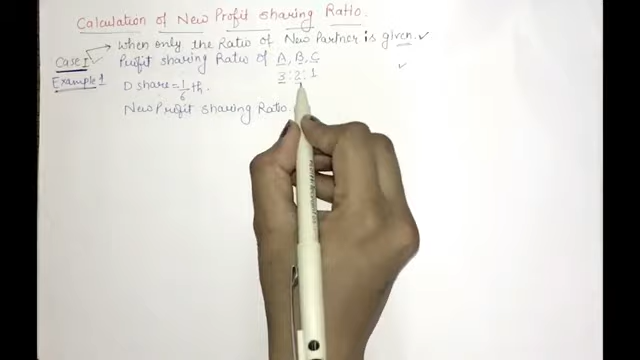 Calculation of New Profit sharing Ratio.
When only the Ratio of New Partner is given. ✓
Case I Profit sharing Ratio of A, B, C
3:2:1 ✓
Example 1
D share = 1/6 th.
New Profit sharing Ratio.